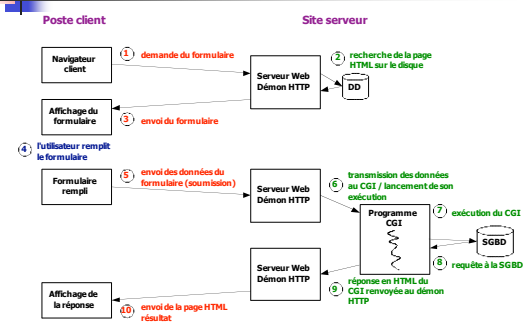 Poste client
Site serveur
Navigateur
client
1
demande du formulaire
Serveur Web
Démon HTTP
2
recherche de la page
HTML sur le disque
DD
Affichage du
formulaire
3
envoi du formulaire
4
l'utilisateur remplit
le formulaire
Formulaire
rempli
5
envoi des données du
formulaire (soumission)
Serveur Web
Démon HTTP
6
transmission des données
au CGI / lancement de son
exécution
Programme
CGI
7
exécution du CGI
SGBD
8
requête à la SGBD
Serveur Web
Démon HTTP
9
réponse en HTML du
CGI renvoyée au démon
HTTP
Affichage de
la réponse
10
envoi de la page HTML
résultat